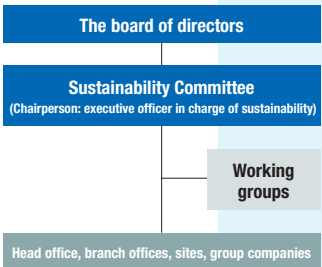 The board of directors
Sustainability Committee
(Chairperson: executive officer in charge of sustainability)
Working
groups
Head office, branch offices, sites, group companies